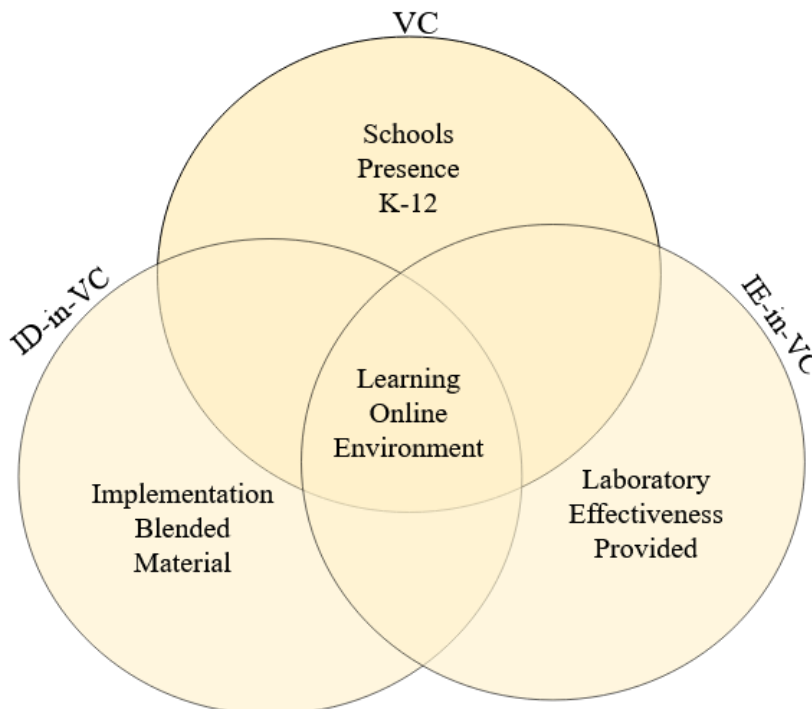 VC
Schools
Presence
K-12
ID-in-VC
IE-in-VC
Learning
Online
Environment
Implementation
Blended
Material
Laboratory
Effectiveness
Provided